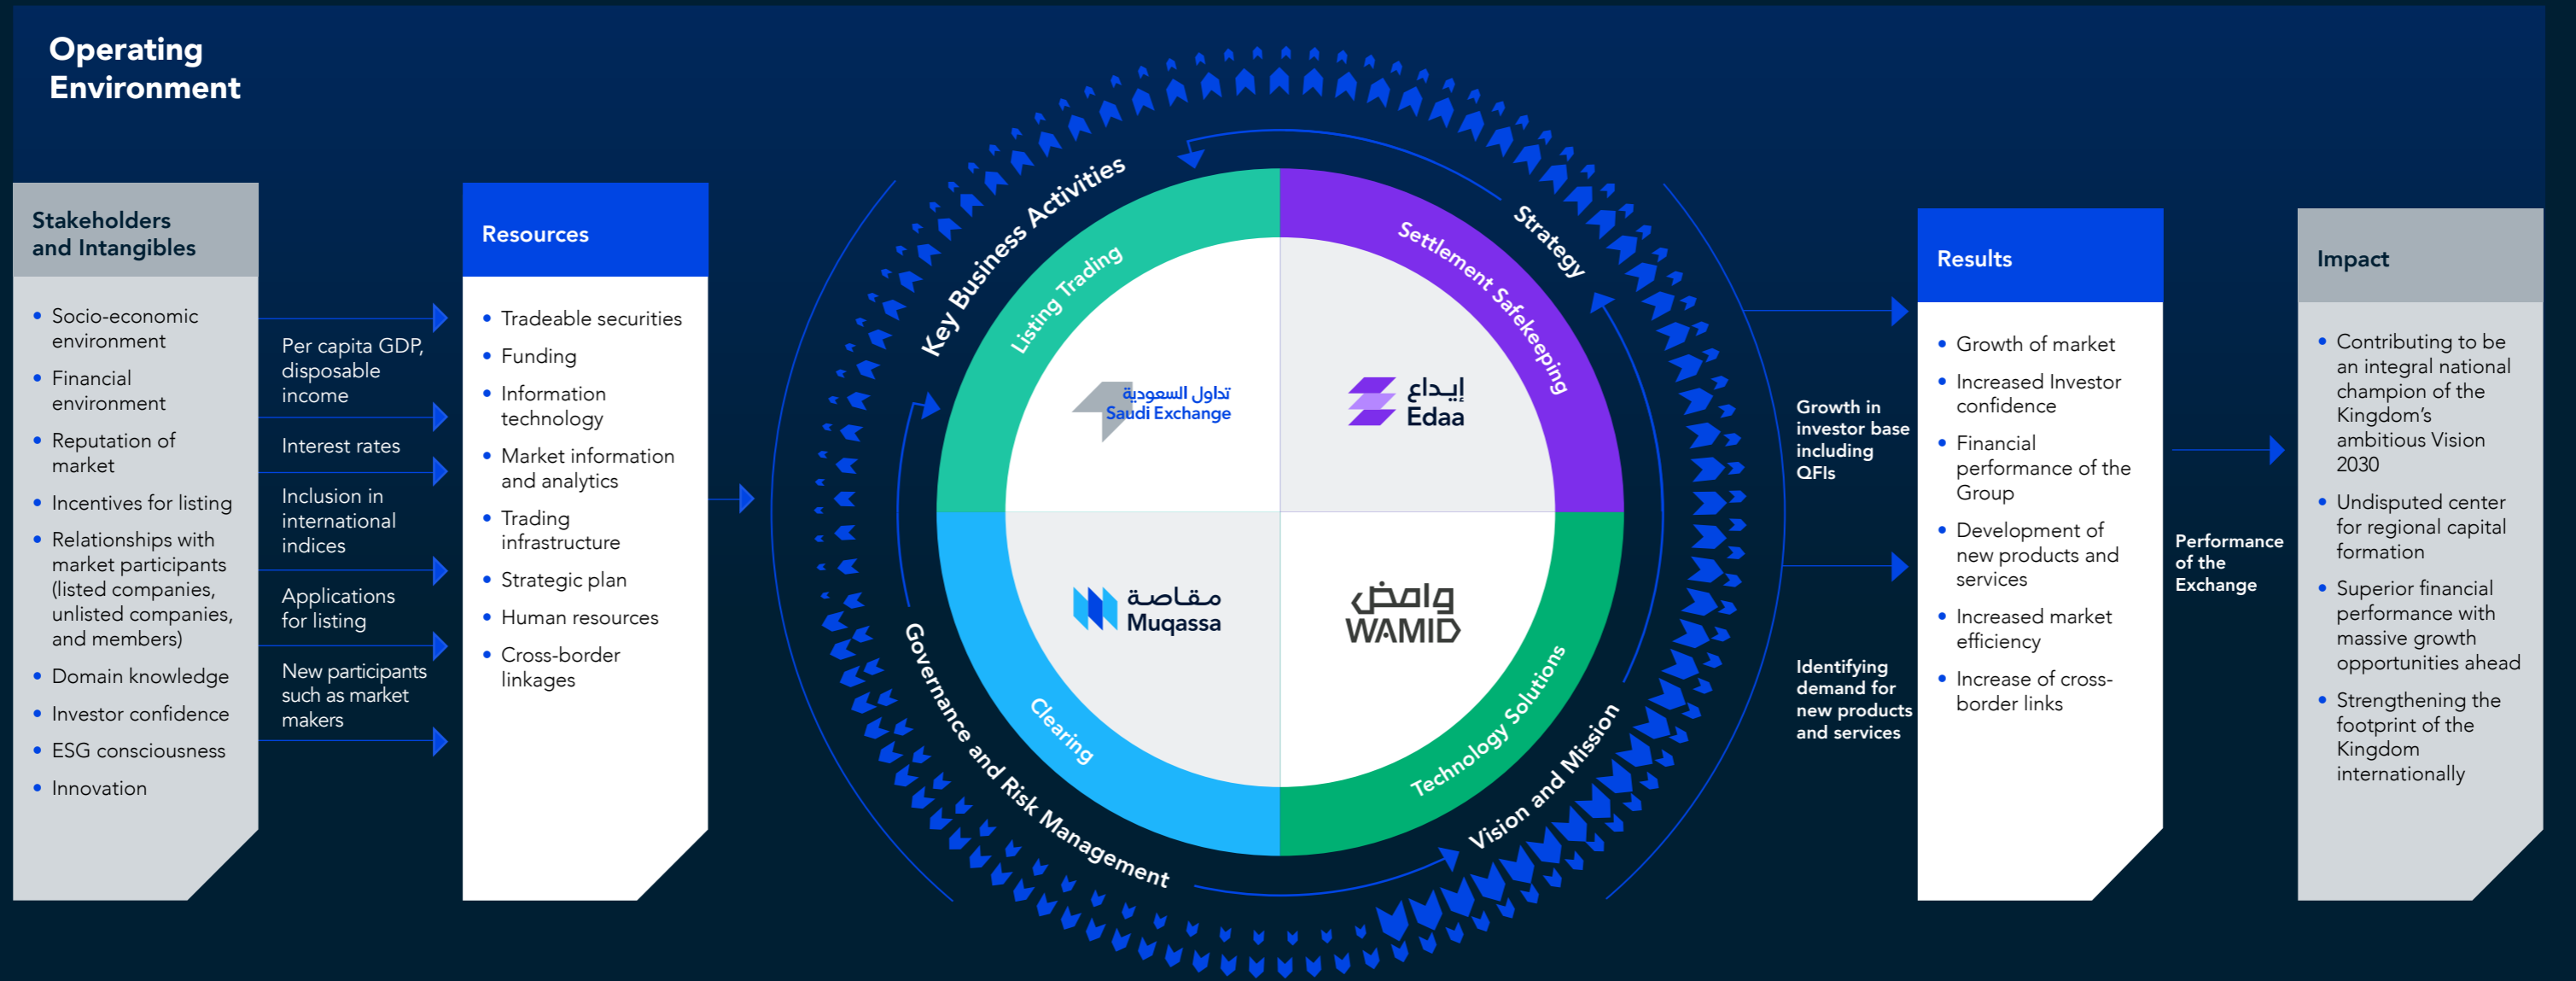 Operating
Environment
Stakeholders
and Intangibles
• Socio-economic
environment
• Financial
environment
• Reputation of
market
• Incentives for listing
• Relationships with
market participants
(listed companies,
unlisted companies,
and members)
• Domain knowledge
• Investor confidence
• ESG consciousness
• Innovation
Per capita GDP,
disposable
income
Interest rates
Inclusion in
international
indices
Applications
for listing
New participants
such as market
makers
Resources
• Tradeable securities
• Funding
• Information
technology
• Market information
and analytics
• Trading
infrastructure
• Strategic plan
• Human resources
• Cross-border
linkages
Key Business Activities
Strategy
Vision and Mission
Governance and Risk Management
Listing Trading
Settlement Safekeeping
Technology Solutions
Clearing
تداول السعودية
Saudi Exchange
إيداع
Edaa
مقاصة
Muqassa
وامض
WAMID
Growth in
investor base
including
QFIs
Identifying
demand for
new products
and services
Results
• Growth of market
• Increased Investor
confidence
• Financial
performance of the
Group
• Development of
new products and
services
• Increased market
efficiency
• Increase of cross-
border links
Performance
of the
Exchange
Impact
• Contributing to be
an integral national
champion of the
Kingdom’s
ambitious Vision
2030
• Undisputed center
for regional capital
formation
• Superior financial
performance with
massive growth
opportunities ahead
• Strengthening the
footprint of the
Kingdom
internationally